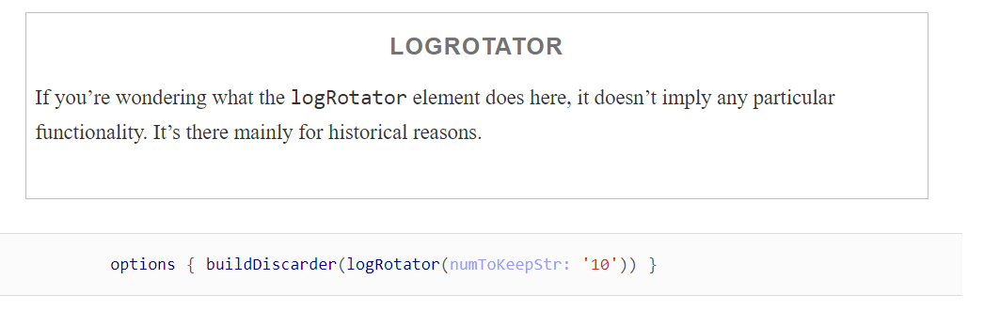 LOGROTATOR
If you’re wondering what the logRotator element does here, it doesn’t imply any particular
functionality. It’s there mainly for historical reasons.
options { buildDiscarder(logRotator(numToKeepStr: '10')) }